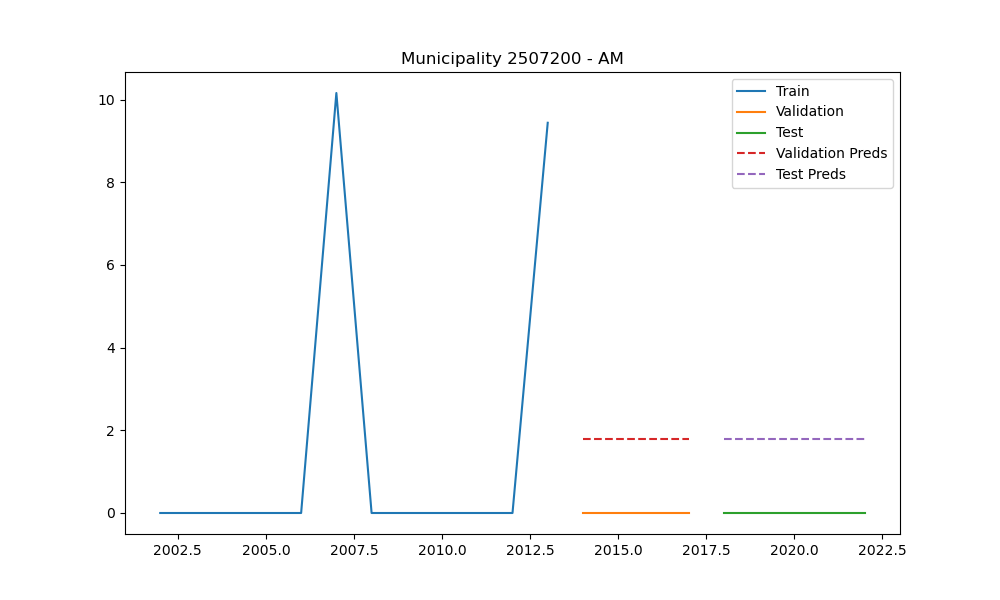 Municipality 2507200 - AM
Train
Validation
Test
Validation Preds
Test Preds
10
8
6
4
2
0
2002.5 2005.0 2007.5 2010.0 2012.5 2015.0 2017.5 2020.0 2022.5